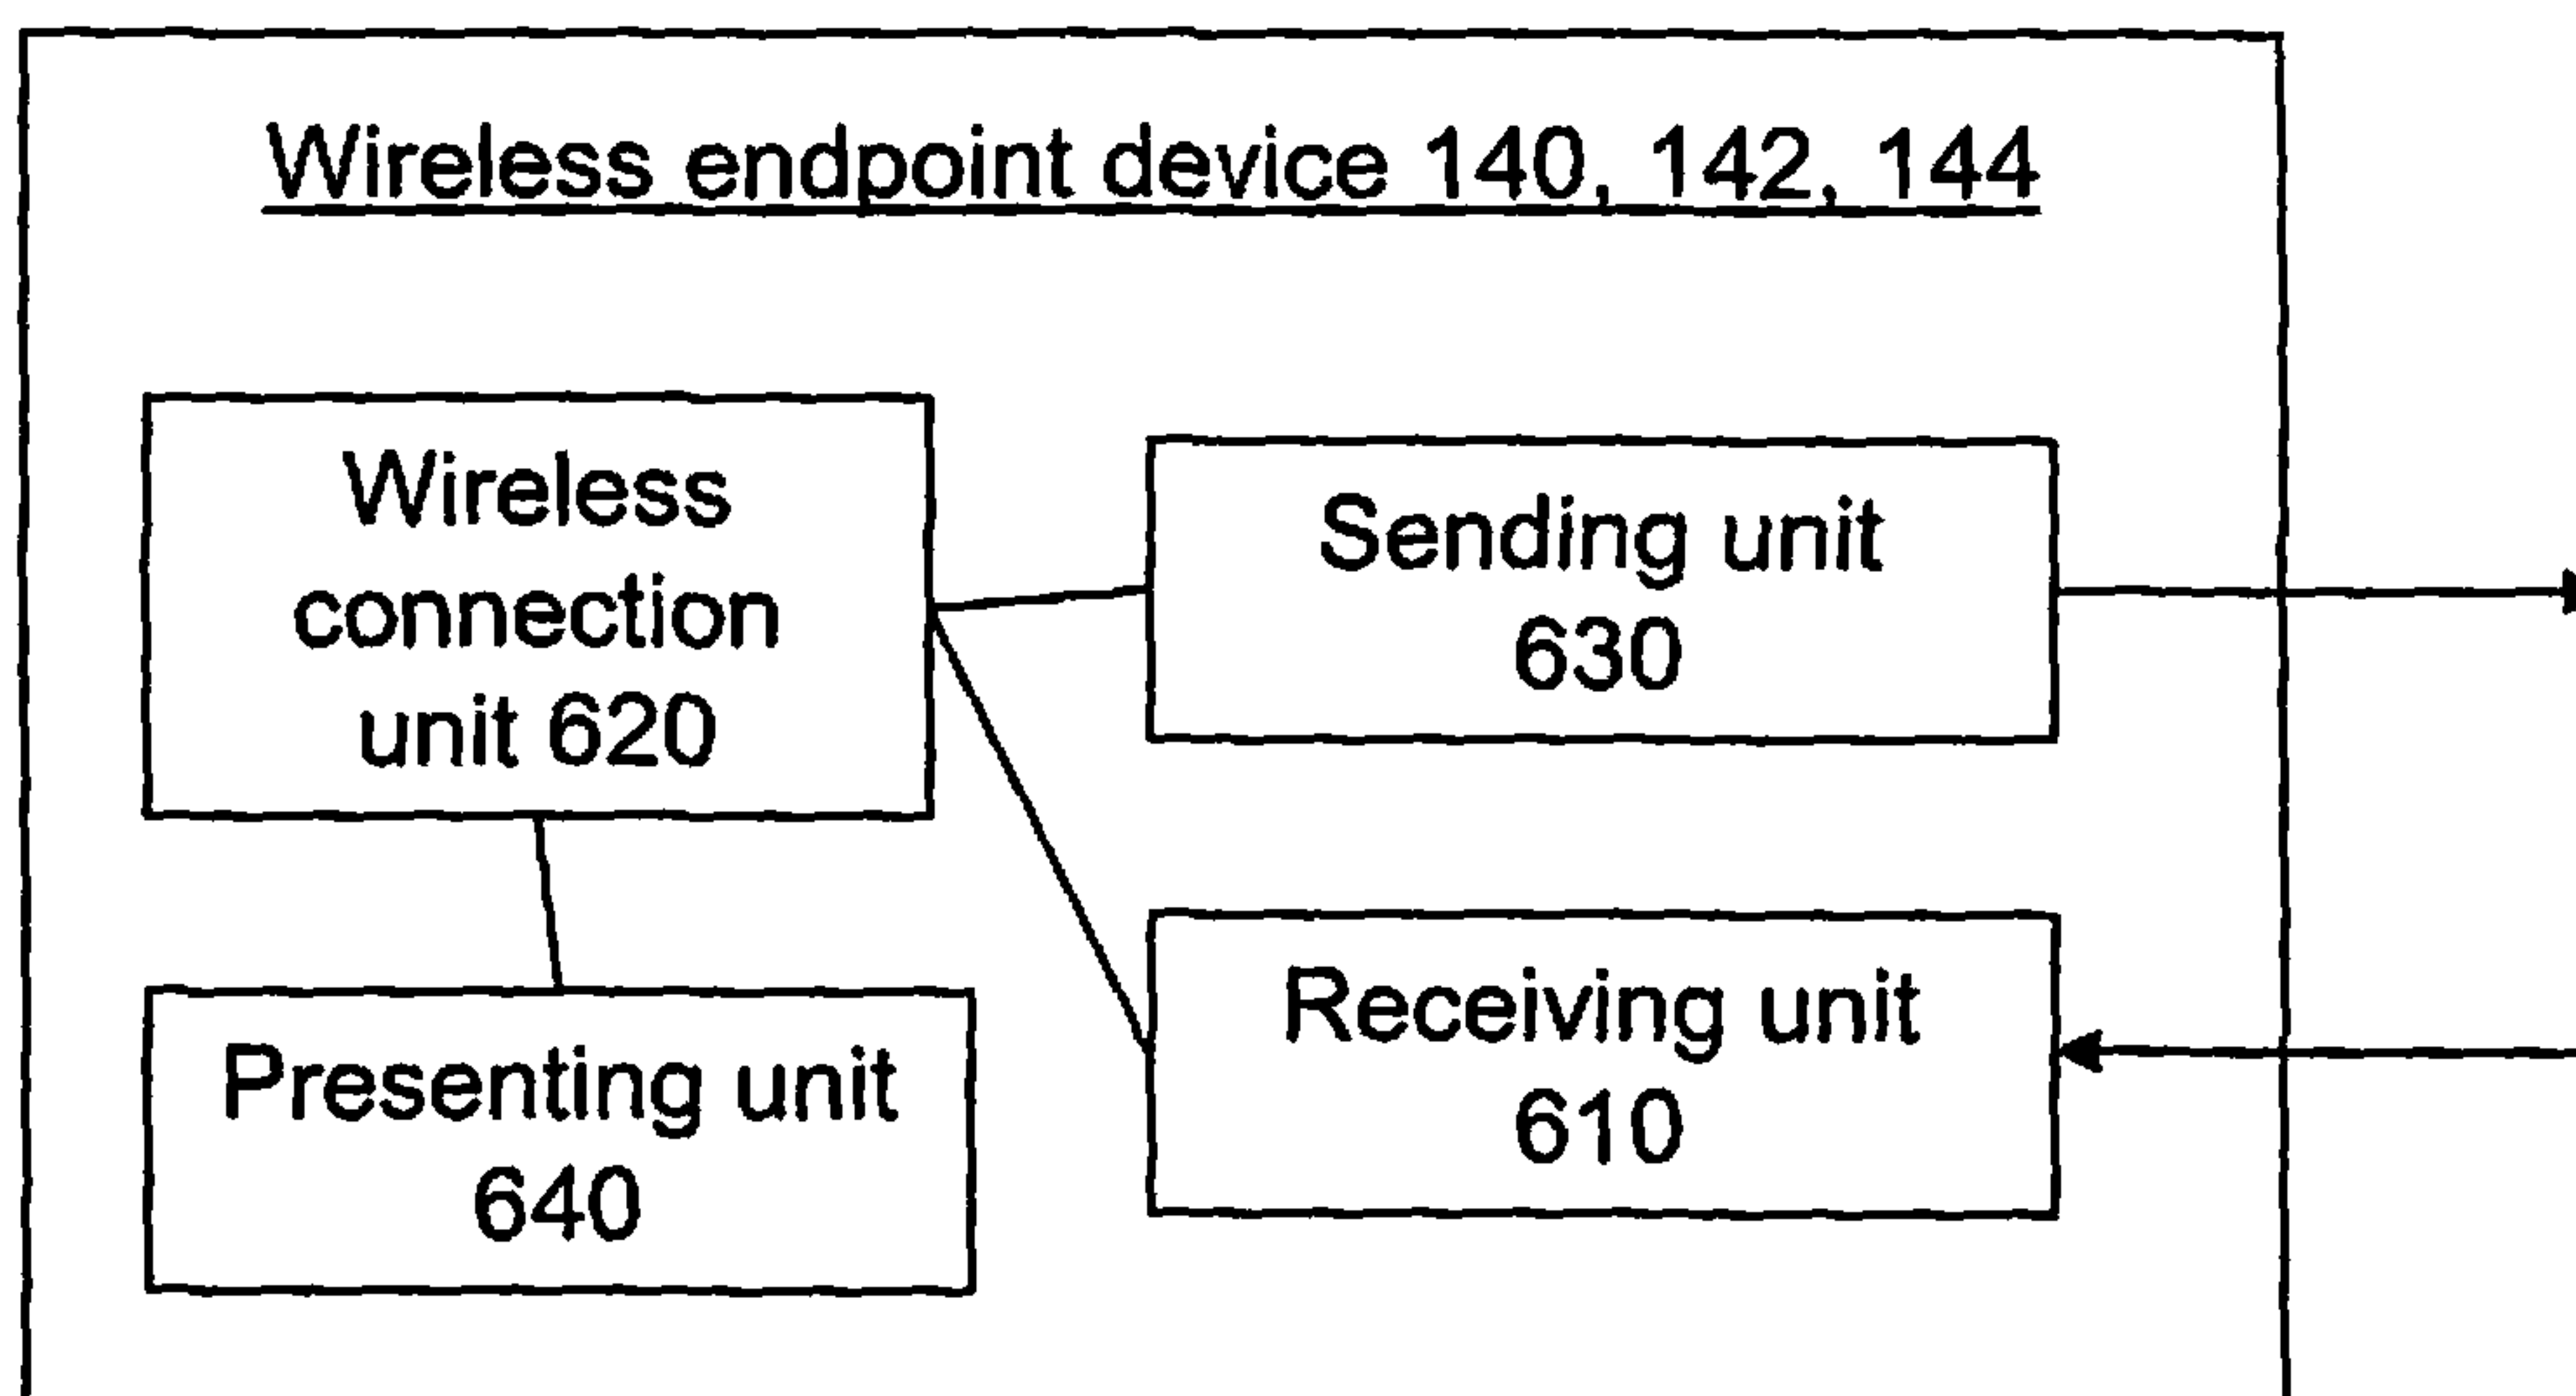 Wireless endpoint device 140, 142, 144
Wireless
connection
unit 620
Sending unit
630
Receiving unit
610
Presenting unit
640